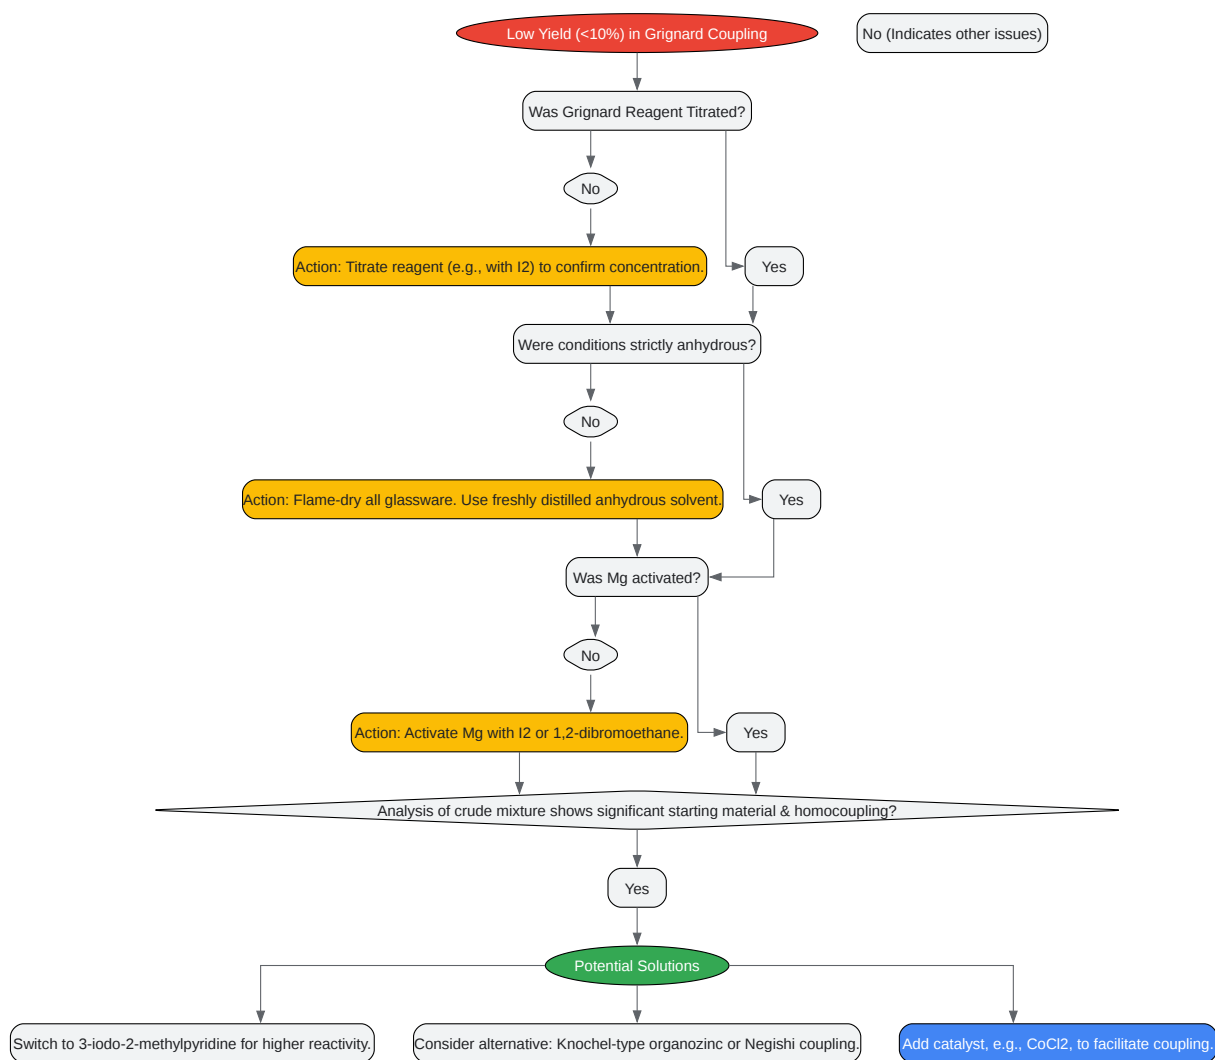 Low Yield (<10%) in Grignard Coupling
No (Indicates other issues)
Was Grignard Reagent Titrated?
No
Action: Titrate reagent (e.g., with I2) to confirm concentration.
Yes
Were conditions strictly anhydrous?
No
Action: Flame-dry all glassware. Use freshly distilled anhydrous solvent.
Yes
Was Mg activated?
No
Action: Activate Mg with I2 or 1,2-dibromoethane.
Yes
Analysis of crude mixture shows significant starting material & homocoupling?
Yes
Potential Solutions
Switch to 3-iodo-2-methylpyridine for higher reactivity.
Consider alternative: Knochel-type organozinc or Negishi coupling.
Add catalyst, e.g., CoCl2, to facilitate coupling.